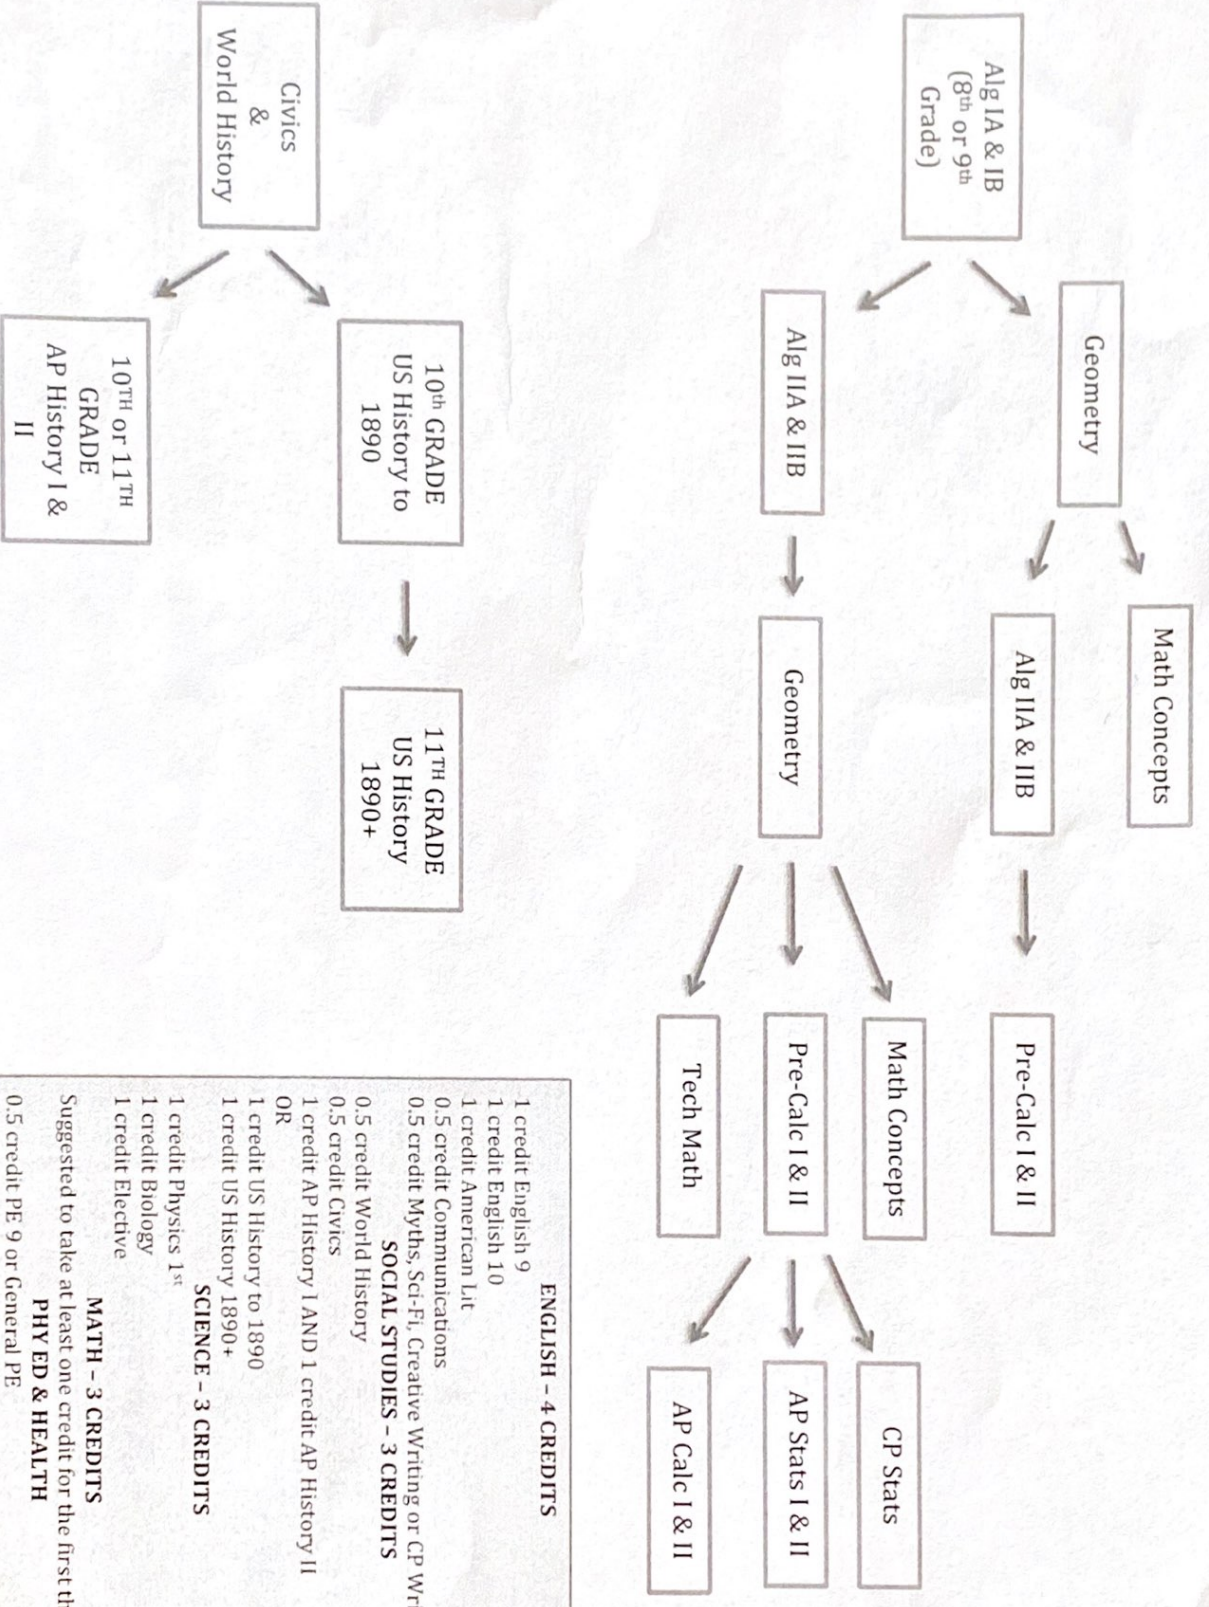 Math Concepts
Geometry
Alg IIA & IIB
Pre-Calc I & II
Alg IA & IB
(8th or 9th
Grade)
Alg IIA & IIB
Geometry
Math Concepts
Pre-Calc I & II
Tech Math
CP Stats
AP Stats I & II
AP Calc I & II
10th GRADE
US History to
1890
11TH GRADE
US History
1890+
Civics
&
World History
10TH or 11TH
GRADE
AP History I &
II
ENGLISH – 4 CREDITS
1 credit English 9
1 credit English 10
1 credit American Lit
0.5 credit Communications
0.5 credit Myths, Sci-Fi, Creative Writing or CP Wri
SOCIAL STUDIES – 3 CREDITS
0.5 credit World History
0.5 credit Civics
1 credit AP History I AND 1 credit AP History II
OR
1 credit US History to 1890
1 credit US History 1890+
SCIENCE – 3 CREDITS
1 credit Physics 1st
1 credit Biology
1 credit Elective
MATH – 3 CREDITS
Suggested to take at least one credit for the first th
PHY ED & HEALTH
0.5 credit PE 9 or General PE